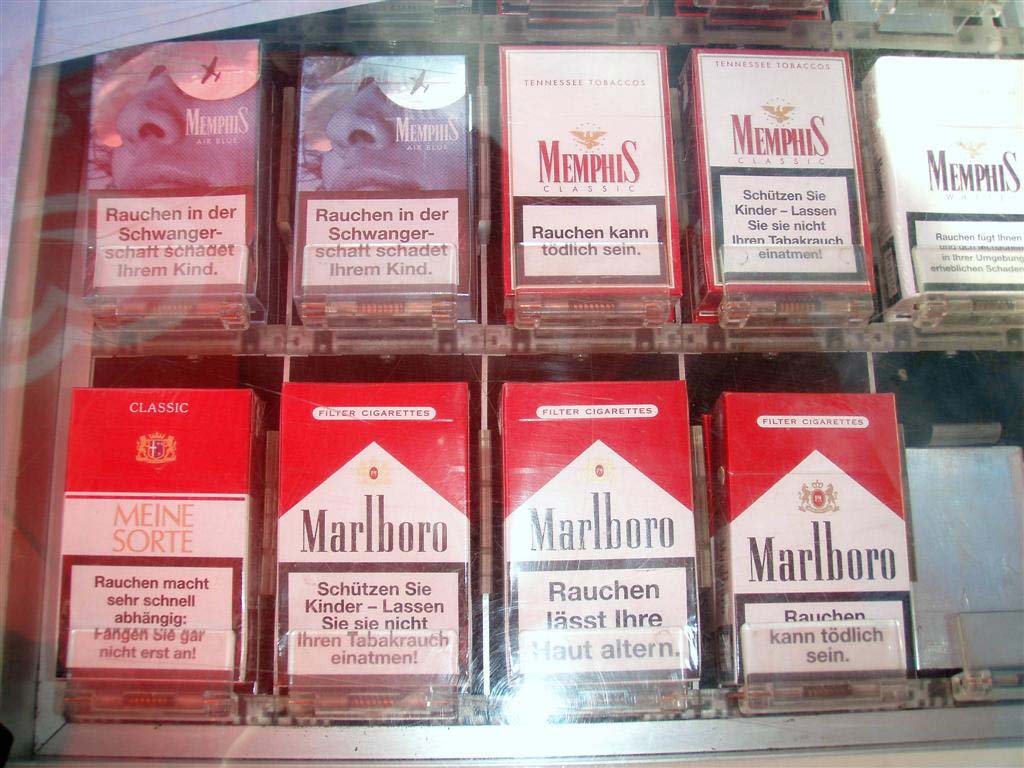 MEMPHIS
AIR BLUE
Rauchen in der
Schwanger-
schaft schadet
Ihrem Kind.
MEMPHIS
AIR BLUE
Rauchen in der
Schwanger-
schaft schadet
Ihrem Kind.
TENNESSEE TOBACCOS
MEMPHIS
CLASSIC
Rauchen kann
tödlich sein.
TENNESSEE TOBACCOS
MEMPHIS
CLASSIC
Schützen Sie
Kinder – Lassen
Sie sie nicht
Ihren Tabakrauch
einatmen!
MEMPHIS
WHITE
Rauchen fügt Ihnen
und den Menschen
in Ihrer Umgebung
erheblichen Schaden
CLASSIC
MEINE
SORTE
Rauchen macht
sehr schnell
abhängig:
Fangen Sie gar
nicht erst an!
FILTER CIGARETTES
Marlboro
Schützen Sie
Kinder – Lassen
Sie sie nicht
Ihren Tabakrauch
einatmen!
FILTER CIGARETTES
Marlboro
Rauchen
lässt Ihre
Haut altern.
FILTER CIGARETTES
Marlboro
Rauchen
kann tödlich
sein.